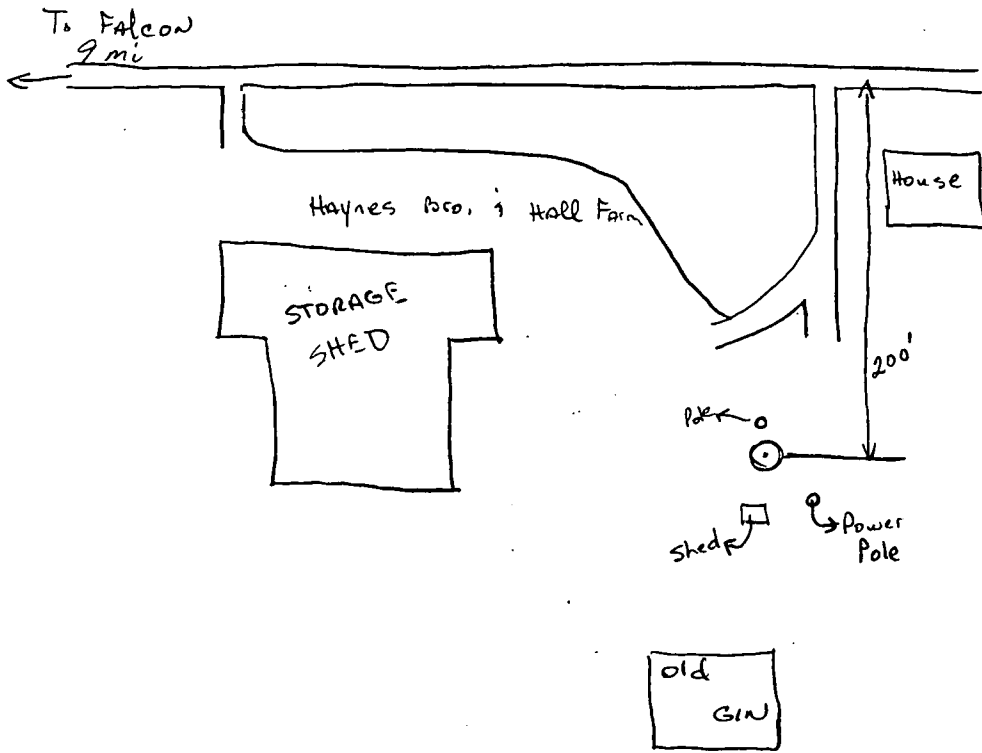 To FAlcon
9 mi
House
HAynes Bro. & HAll FArm
STORAGE
SHED
200'
Pole
Shed
Power
Pole
old
GIN